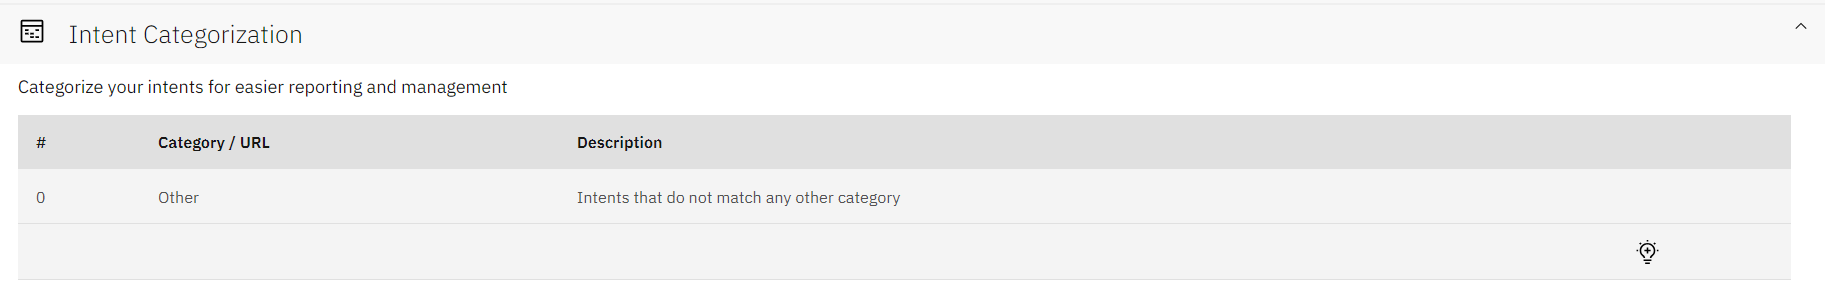 Intent Categorization
Categorize your intents for easier reporting and management
# Category / URL Description
0 Other Intents that do not match any other category